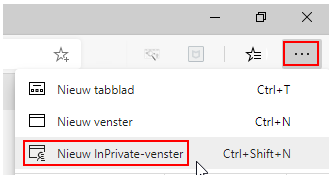 Nieuw tabblad Ctrl+T
Nieuw venster Ctrl+N
Nieuw InPrivate-venster Ctrl+Shift+N